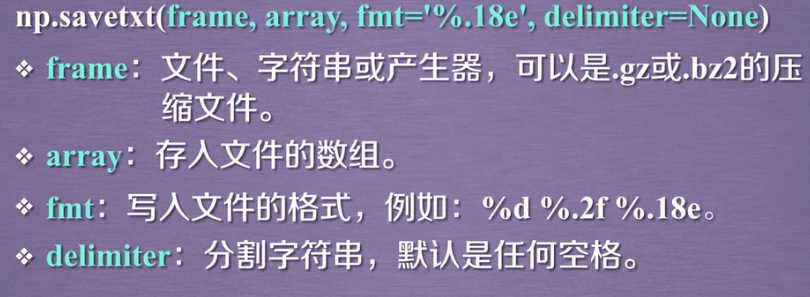 np.savetxt(frame, array, fmt='%.18e', delimiter=None)
❖ frame：文件、字符串或产生器，可以是.gz或.bz2的压
缩文件。
❖ array：存入文件的数组。
❖ fmt：写入文件的格式，例如：%d %.2f %.18e。
❖ delimiter：分割字符串，默认是任何空格。